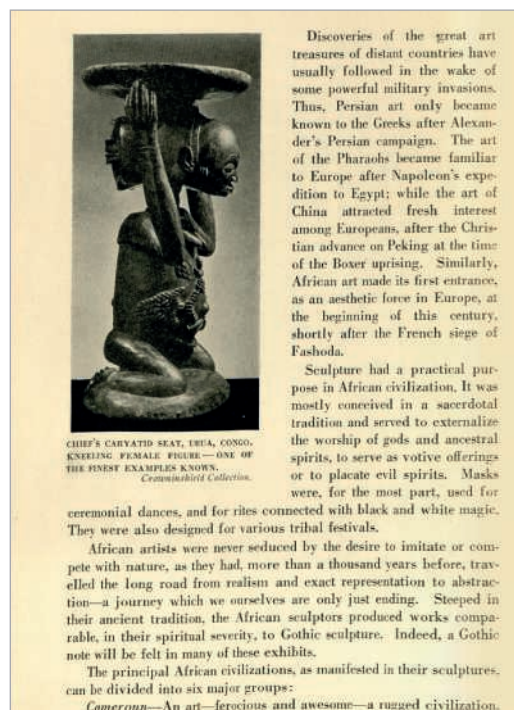 Discoveries of the great art
treasures of distant countries have
usually followed in the wake of
some powerful military invasions.
Thus, Persian art only became
known to the Greeks after Alexan-
der's Persian campaign. The art
of the Pharaohs became familiar
to Europe after Napoleon's expe-
dition to Egypt; while the art of
China attracted fresh interest
among Europeans, after the Chris-
tian advance on Peking at the time
of the Boxer uprising. Similarly,
African art made its first entrance,
as an aesthetic force in Europe, at
the beginning of this century,
shortly after the French siege of
Fashoda.
Sculpture had a practical pur-
pose in African civilization. It was
mostly conceived in a sacerdotal
tradition and served to externalize
the worship of gods and ancestral
spirits, to serve as votive offerings
or to placate evil spirits. Masks
were, for the most part, used for
CHIEF'S CARYATID SEAT, URUA, CONGO.
KNEELING FEMALE FIGURE—ONE OF
THE FINEST EXAMPLES KNOWN.
Crowninshield Collection.
ceremonial dances, and for rites connected with black and white magic.
They were also designed for various tribal festivals.
African artists were never seduced by the desire to imitate or com-
pete with nature, as they had, more than a thousand years before, trav-
elled the long road from realism and exact representation to abstrac-
tion—a journey which we ourselves are only just ending. Steeped in
their ancient tradition, the African sculptors produced works compa-
rable, in their spiritual severity, to Gothic sculpture. Indeed, a Gothic
note will be felt in many of these exhibits.
The principal African civilizations, as manifested in their sculptures,
can be divided into six major groups:
Cameroun—An art—ferocious and awesome—a rugged civilization.